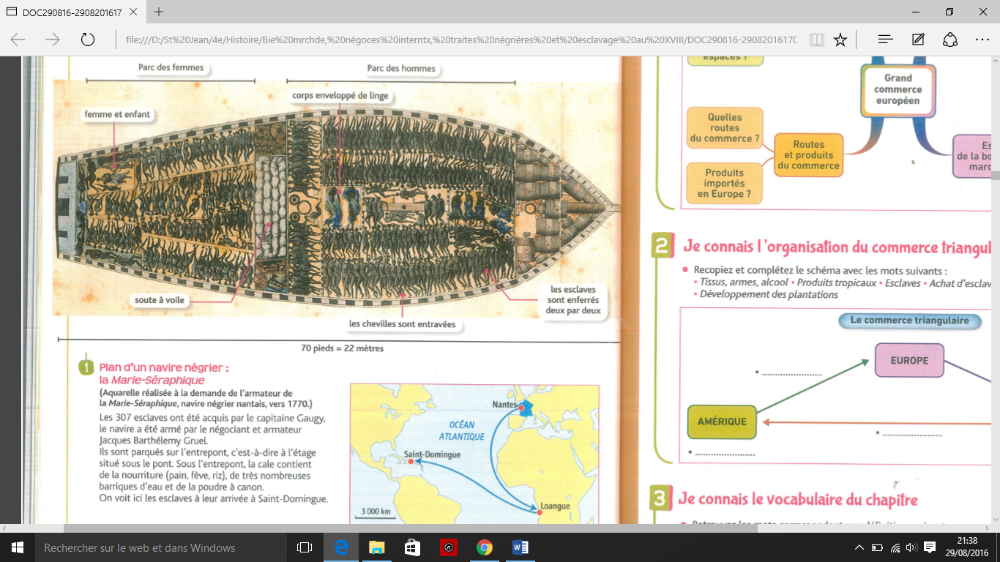 DOC290816-2908201617
file:///D:/St%20Jean/4e/Histoire/Bie%20mrchde,%20négoces%20interntx,%20traites%20négrières%20et%20esclavage%20au%20XVIII/DOC290816-2908201617(
Parc des femmes
Parc des hommes
corps enveloppé de linge
femme et enfant
soute à voile
les chevilles sont entravées
les esclaves
sont enferrés
deux par deux
70 pieds = 22 mètres
1
Plan d'un navire négrier :
la Marie-Séraphique
(Aquarelle réalisée à la demande de l'armateur de
la Marie-Séraphique, navire négrier nantais, vers 1770.)
Les 307 esclaves ont été acquis par le capitaine Gaugy,
le navire a été armé par le négociant et armateur
Jacques Barthélemy Gruel.
Ils sont parqués sur l'entrepont, c'est-à-dire à l'étage
situé sous le pont. Sous l'entrepont, la cale contient
de la nourriture (pain, fève, riz), de très nombreuses
barriques d'eau et de la poudre à canon.
On voit ici les esclaves à leur arrivée à Saint-Domingue.
Nantes
OCÉAN
ATLANTIQUE
Saint-Domingue
Loangue
3 000 km
espaces ?
Grand
commerce
européen
Quelles
routes
du commerce ?
Routes
et produits
du commerce
Produits
importés
en Europe ?
Es
de la bo
marc
2 Je connais l'organisation du commerce triangul
• Recopiez et complétez le schéma avec les mots suivants :
• Tissus, armes, alcool • Produits tropicaux • Esclaves • Achat d'esclav
• Développement des plantations
Le commerce triangulaire
EUROPE
• ....................
AMÉRIQUE
• ....................
• ....................
3 Je connais le vocabulaire du chapitre
Rechercher sur le web et dans Windows
21:38
29/08/2016